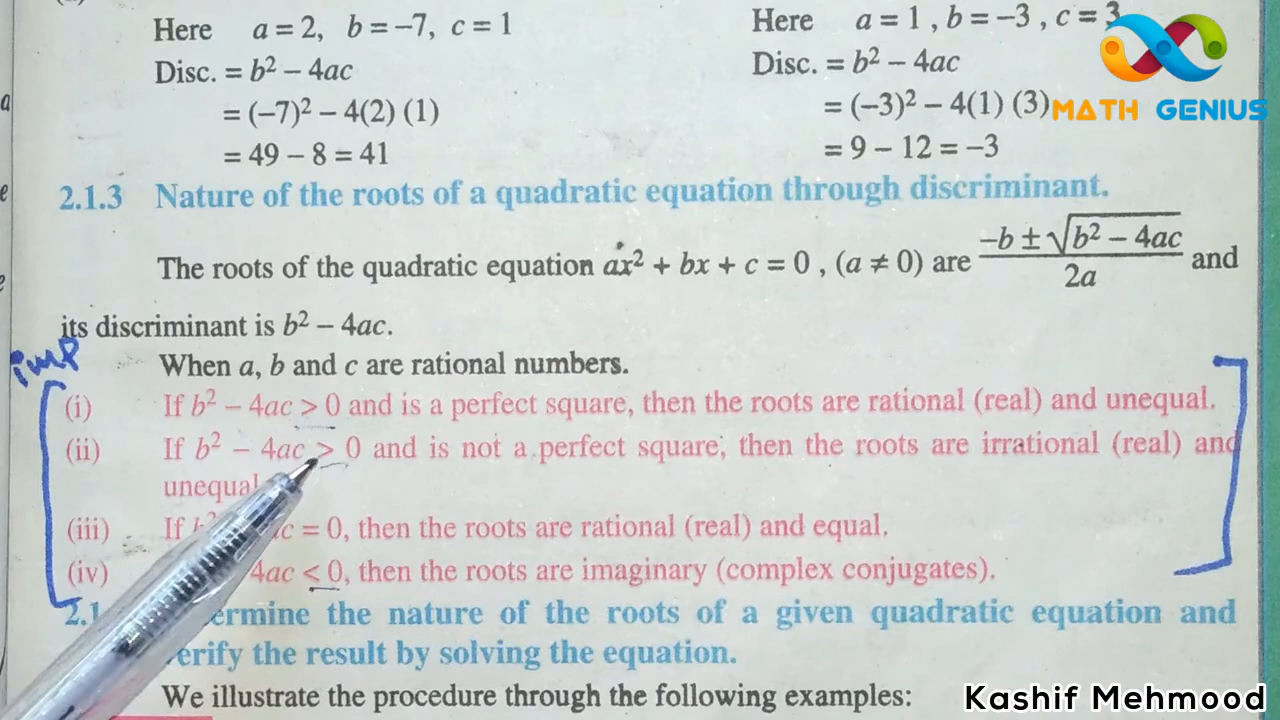 Here a = 2, b = –7, c = 1
Disc. = b² – 4ac
= (–7)² – 4(2) (1)
= 49 – 8 = 41
Here a = 1 , b = –3 , c = 3
Disc. = b² – 4ac
= (–3)² – 4(1) (3)
= 9 – 12 = –3
MATH GENIUS
2.1.3 Nature of the roots of a quadratic equation through discriminant.
The roots of the quadratic equation ax² + bx + c = 0 , (a ≠ 0) are (–b ± √(b² – 4ac))/2a and
its discriminant is b² – 4ac.
imp
When a, b and c are rational numbers.
(i) If b² – 4ac > 0 and is a perfect square, then the roots are rational (real) and unequal.
(ii) If b² – 4ac > 0 and is not a perfect square, then the roots are irrational (real) and
unequal
(iii) If c = 0, then the roots are rational (real) and equal.
(iv) 4ac < 0, then the roots are imaginary (complex conjugates).
2.1 ermine the nature of the roots of a given quadratic equation and
erify the result by solving the equation.
We illustrate the procedure through the following examples:
Kashif Mehmood